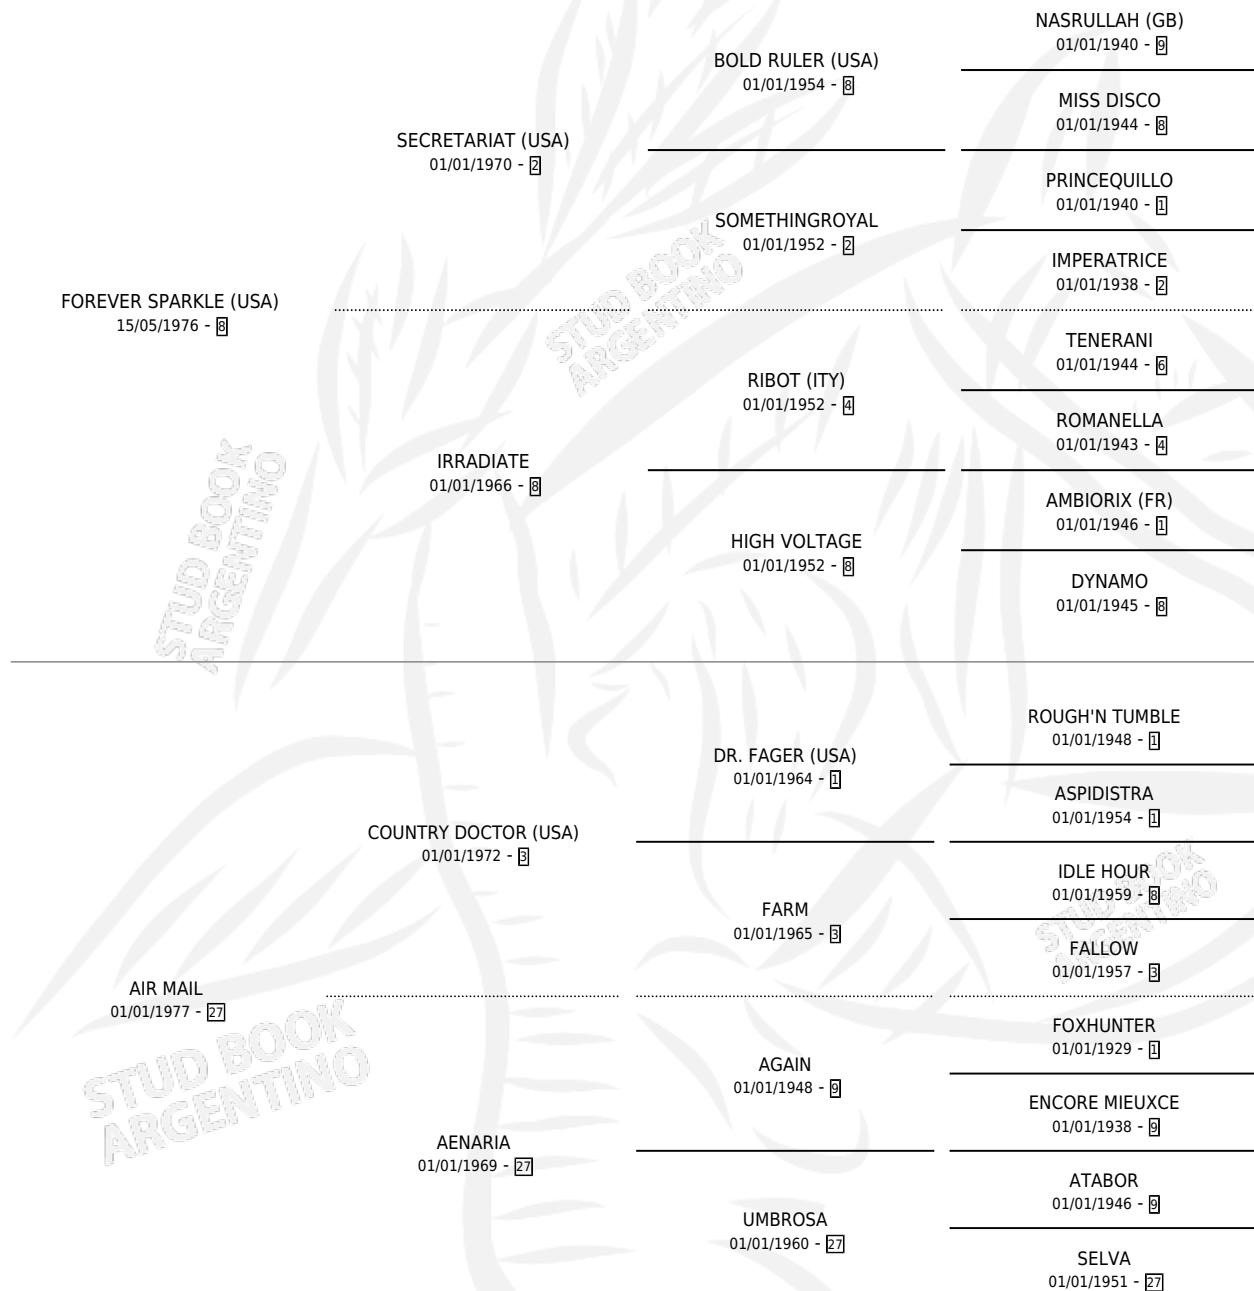 NASRULLAH (GB)
01/01/1940 - 9
BOLD RULER (USA)
01/01/1954 - 8
MISS DISCO
01/01/1944 - 8
SECRETARIAT (USA)
01/01/1970 - 2
PRINCEQUILLO
01/01/1940 - 1
SOMETHINGROYAL
01/01/1952 - 2
IMPERATRICE
01/01/1938 - 2
FOREVER SPARKLE (USA)
15/05/1976 - 8
TENERANI
01/01/1944 - 6
RIBOT (ITY)
01/01/1952 - 4
ROMANELLA
01/01/1943 - 4
IRRADIATE
01/01/1966 - 8
AMBIORIX (FR)
01/01/1946 - 1
HIGH VOLTAGE
01/01/1952 - 8
DYNAMO
01/01/1945 - 8
ROUGH'N TUMBLE
01/01/1948 - 1
DR. FAGER (USA)
01/01/1964 - 1
ASPIDISTRA
01/01/1954 - 1
COUNTRY DOCTOR (USA)
01/01/1972 - 3
IDLE HOUR
01/01/1959 - 8
FARM
01/01/1965 - 3
FALLOW
01/01/1957 - 3
AIR MAIL
01/01/1977 - 27
FOXHUNTER
01/01/1929 - 1
AGAIN
01/01/1948 - 9
ENCORE MIEUXCE
01/01/1938 - 9
AENARIA
01/01/1969 - 27
ATABOR
01/01/1946 - 9
UMBROSA
01/01/1960 - 27
SELVA
01/01/1951 - 27
STUD BOOK
ARGENTINO
STUD BOOK
ARGENTINO
STUD BOOK
ARGENTINO
STUD BOOK
ARGENTINO